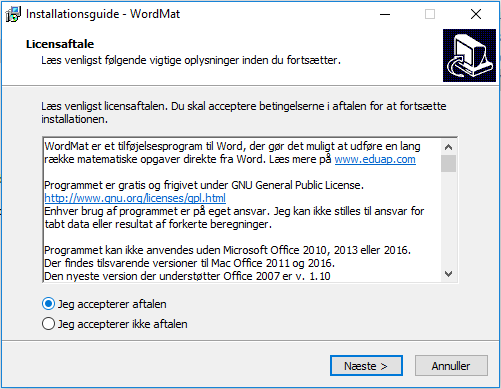 Installationsguide - WordMat
Licensaftale
Læs venligst følgende vigtige oplysninger inden du fortsætter.
Læs venligst licensaftalen. Du skal acceptere betingelserne i aftalen for at fortsætte
installationen.
WordMat er et tilføjelsesprogram til Word, der gør det muligt at udføre en lang
række matematiske opgaver direkte fra Word. Læs mere på www.eduap.com
Programmet er gratis og frigivet under GNU General Public License.
http://www.gnu.org/licenses/gpl.html
Enhver brug af programmet er på eget ansvar. Jeg kan ikke stilles til ansvar for
tabt data eller resultat af forkerte beregninger.
Programmet kan ikke anvendes uden Microsoft Office 2010, 2013 eller 2016.
Der findes tilsvarende versioner til Mac Office 2011 og 2016.
Den nyeste version der understøtter Office 2007 er v. 1.10
Jeg accepterer aftalen
Jeg accepterer ikke aftalen
Næste >
Annuller